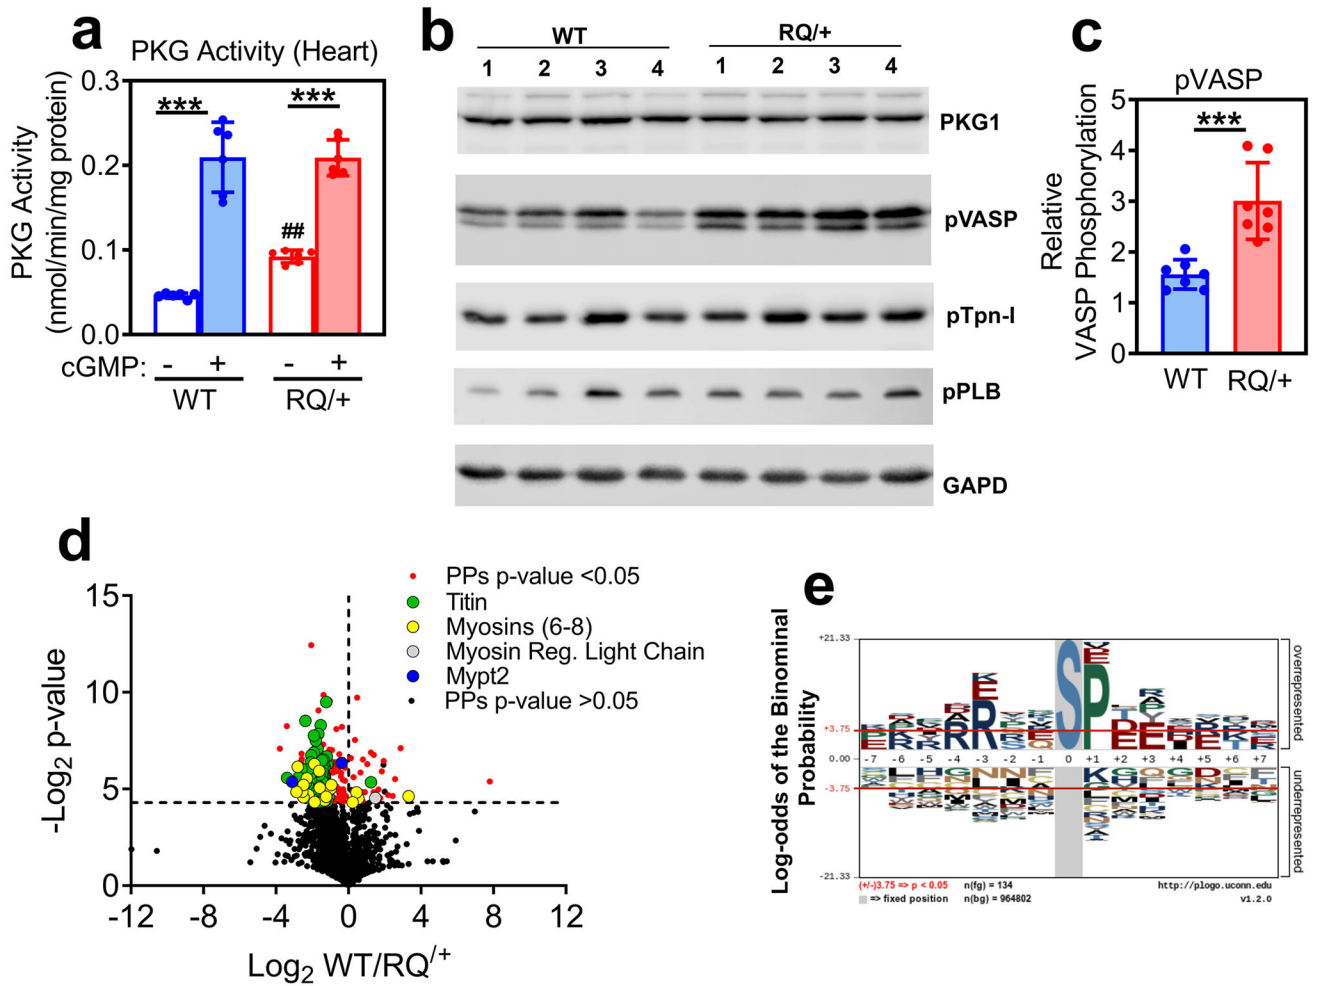 a
PKG Activity (Heart)
PKG Activity
(nmol/min/mg protein)
0.3
0.2
0.1
0.0
***
***
##
cGMP: - + - +
WT RQ/+
b
WT RQ/+
1 2 3 4 1 2 3 4
PKG1
pVASP
pTpn-I
pPLB
GAPD
c
pVASP
Relative
VASP Phosphorylation
5
4
3
2
1
0
***
WT RQ/+
d
-Log2 p-value
15
10
5
0
-12 -8 -4 0 4 8 12
Log2 WT/RQ/+
PPs p-value <0.05
Titin
Myosins (6-8)
Myosin Reg. Light Chain
Mypt2
PPs p-value >0.05
e
Log-odds of the Binominal
Probability
+21.33
+3.75
0.00
-3.75
-21.33
-7 -6 -5 -4 -3 -2 -1 0 +1 +2 +3 +4 +5 +6 +7
overrepresented
underrepresented
(+/-)3.75 => p < 0.05 n(fg) = 134 http://plogo.uconn.edu
=> fixed position n(bg) = 964802 v1.2.0